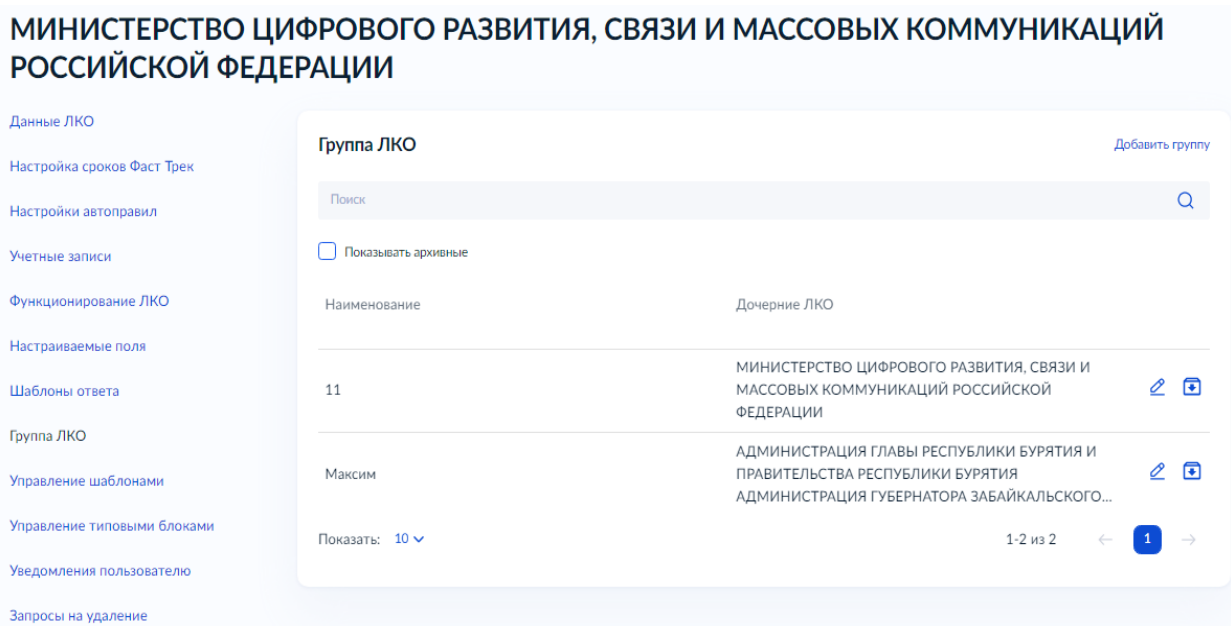 МИНИСТЕРСТВО ЦИФРОВОГО РАЗВИТИЯ, СВЯЗИ И МАССОВЫХ КОММУНИКАЦИЙ
РОССИЙСКОЙ ФЕДЕРАЦИИ
Данные ЛКО
Настройка сроков Фаст Трек
Настройки автоправил
Учетные записи
Функционирование ЛКО
Настраиваемые поля
Шаблоны ответа
Группа ЛКО
Управление шаблонами
Управление типовыми блоками
Уведомления пользователю
Запросы на удаление
Группа ЛКО
Добавить группу
Поиск
Показывать архивные
Наименование
Дочерние ЛКО
11
МИНИСТЕРСТВО ЦИФРОВОГО РАЗВИТИЯ, СВЯЗИ И
МАССОВЫХ КОММУНИКАЦИЙ РОССИЙСКОЙ
ФЕДЕРАЦИИ
Максим
АДМИНИСТРАЦИЯ ГЛАВЫ РЕСПУБЛИКИ БУРЯТИЯ И
ПРАВИТЕЛЬСТВА РЕСПУБЛИКИ БУРЯТИЯ
АДМИНИСТРАЦИЯ ГУБЕРНАТОРА ЗАБАЙКАЛЬСКОГО...
Показать: 10
1-2 из 2
1